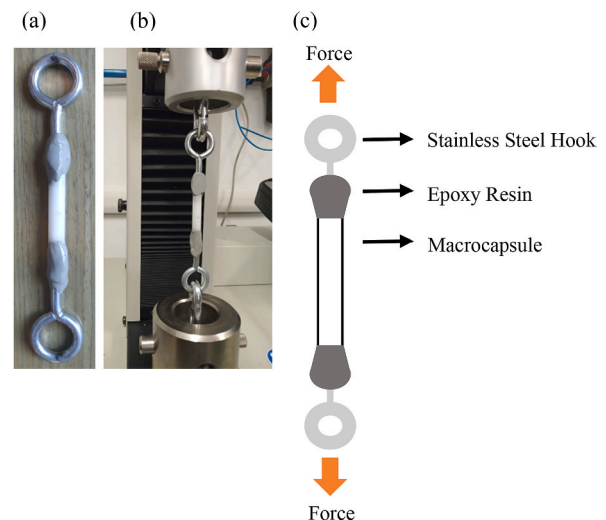 (a)
(b)
(c)
Force
Stainless Steel Hook
Epoxy Resin
Macrocapsule
Force